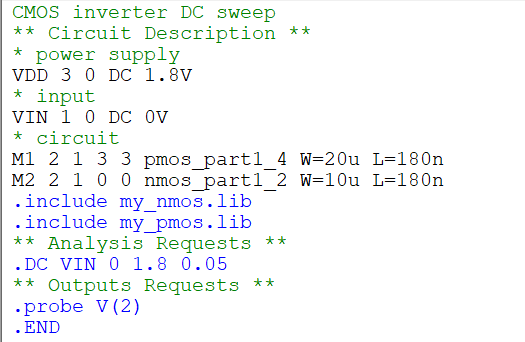 CMOS inverter DC sweep
** Circuit Description **
* power supply
VDD 3 0 DC 1.8V
* input
VIN 1 0 DC 0V
* circuit
M1 2 1 3 3 pmos_part1_4 W=20u L=180n
M2 2 1 0 0 nmos_part1_2 W=10u L=180n
.include my_nmos.lib
.include my_pmos.lib
** Analysis Requests **
.DC VIN 0 1.8 0.05
** Outputs Requests **
.probe V(2)
.END